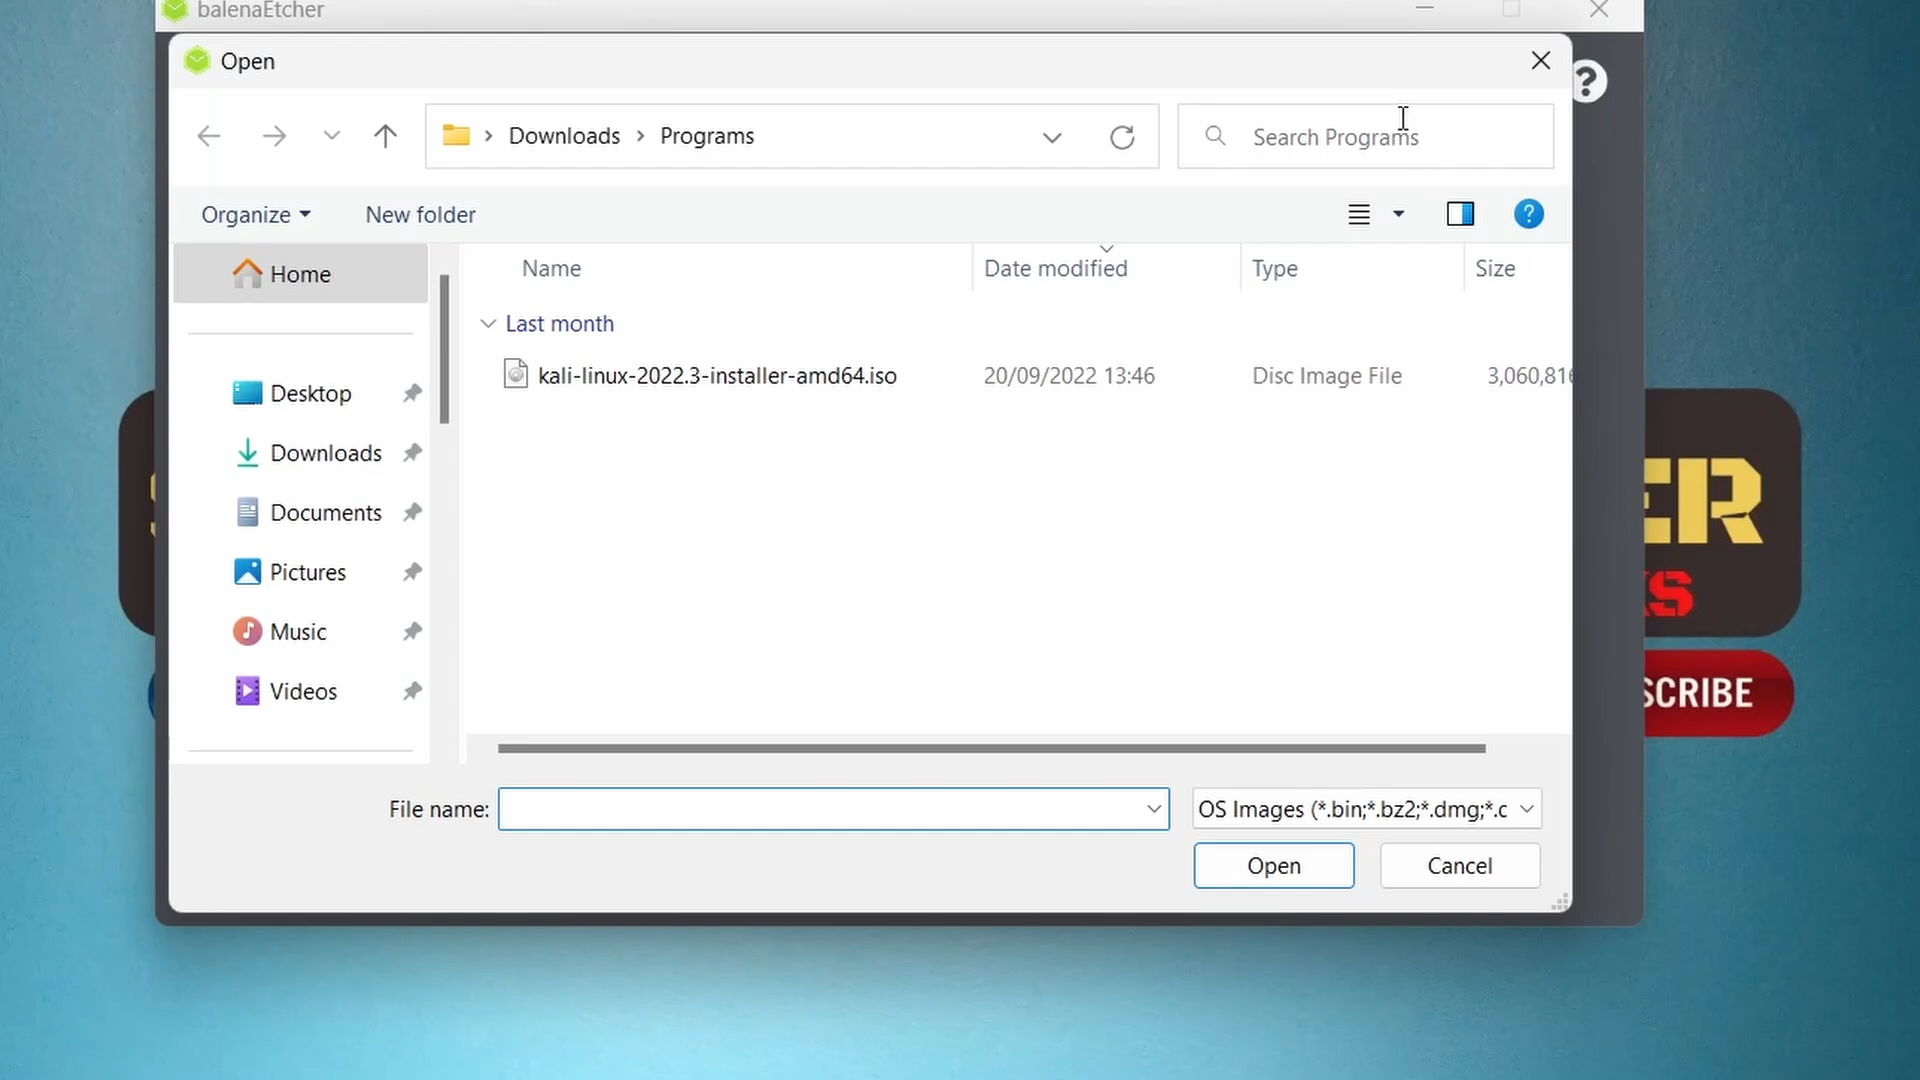 balenaEtcher
Open
Downloads > Programs
Search Programs
Organize
New folder
Home
Desktop
Downloads
Documents
Pictures
Music
Videos
Name
Date modified
Type
Size
Last month
kali-linux-2022.3-installer-amd64.iso
20/09/2022 13:46
Disc Image File
3,060,816
ER
KS
SCRIBE
File name:
OS Images (*.bin;*.bz2;*.dmg;*.c
Open
Cancel